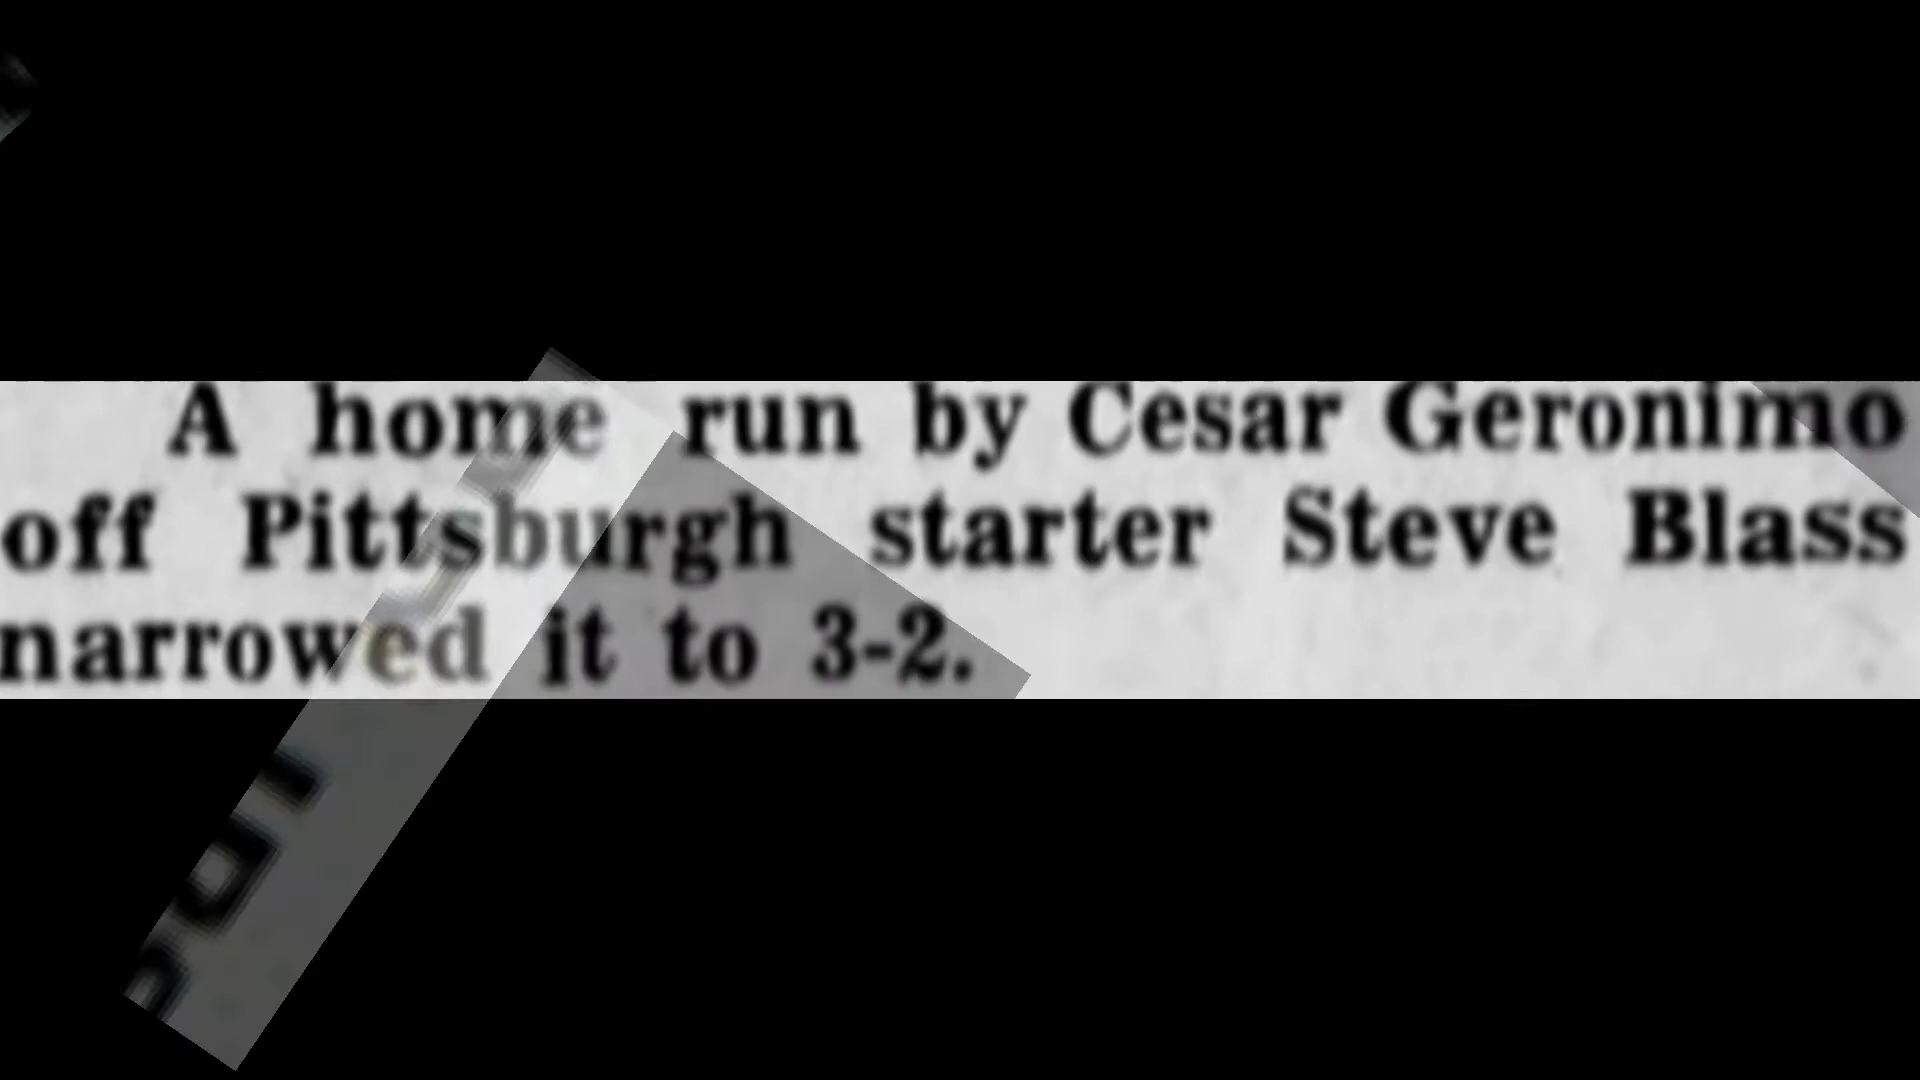 A home run by Cesar Geronimo
off Pittsburgh starter Steve Blass
narrowed it to 3-2.